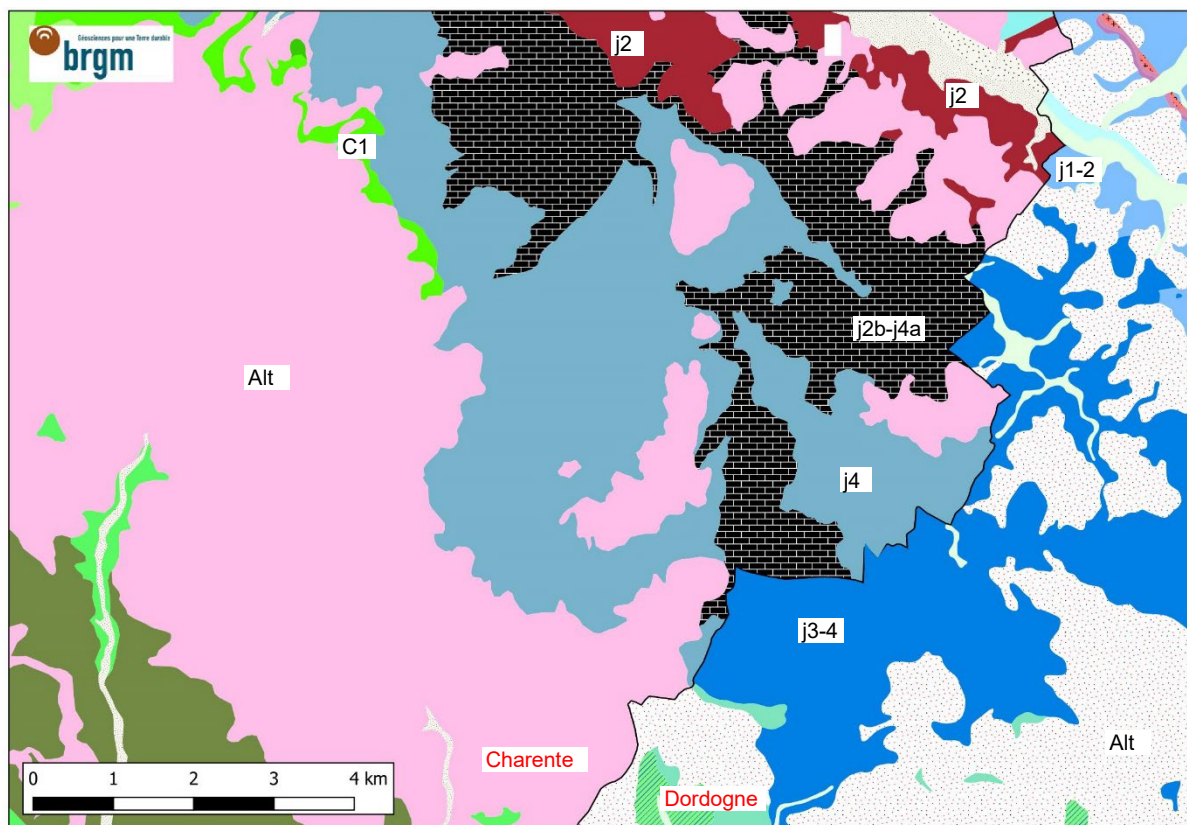 Géosciences pour une Terre durable
brgm
j2
j2
C1
j1-2
j2b-j4a
Alt
j4
j3-4
Alt
Charente
Dordogne
0 1 2 3 4 km